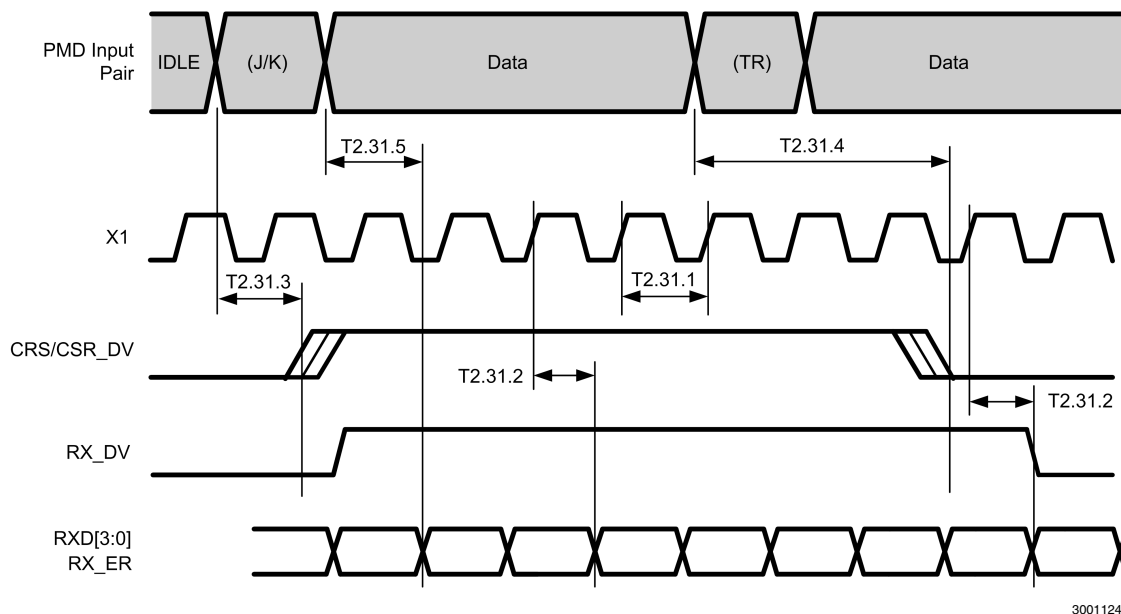 PMD Input
Pair
IDLE
(J/K)
Data
(TR)
Data
T2.31.5
T2.31.4
X1
T2.31.3
T2.31.1
CRS/CSR_DV
T2.31.2
T2.31.2
RX_DV
RXD[3:0]
RX_ER
3001124